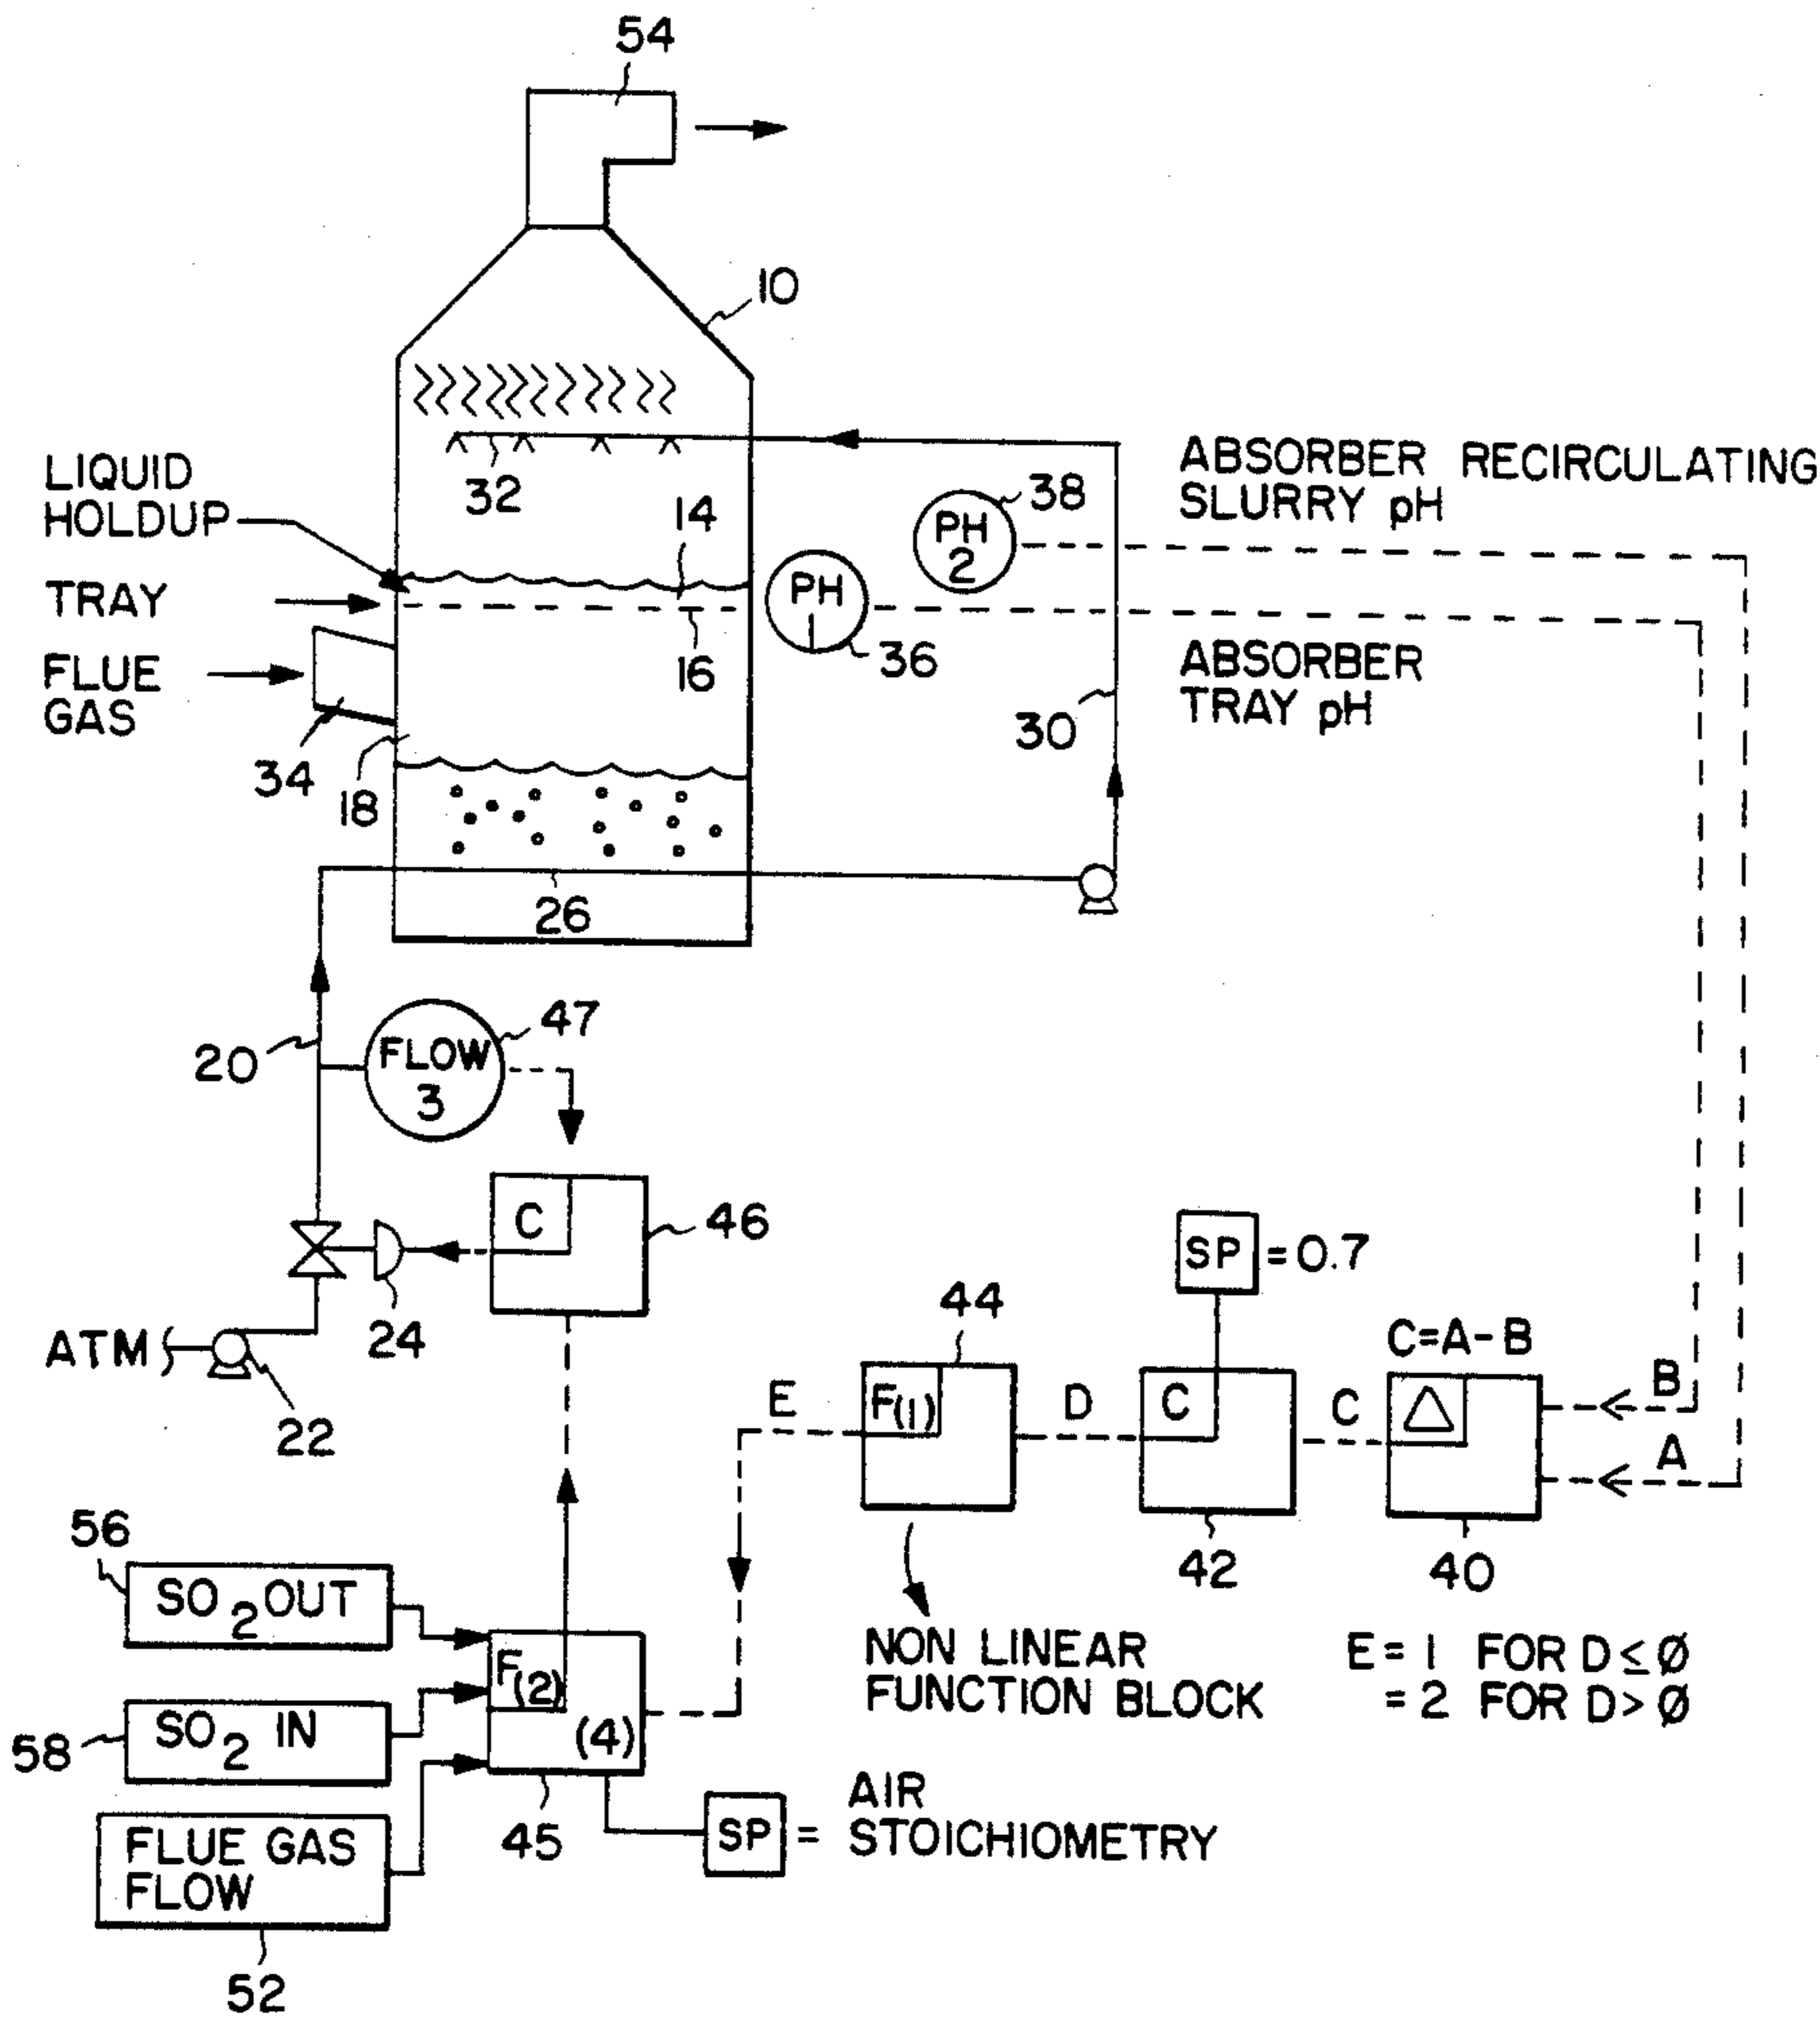 54
10
LIQUID
HOLDUP
32
14
PH
2
38
ABSORBER RECIRCULATING
SLURRY pH
TRAY
PH
1
36
16
FLUE
GAS
ABSORBER
TRAY pH
30
34
18
26
20
FLOW
3
47
C
46
SP = 0.7
ATM
24
22
44
C=A-B
F(1)
E
D
C
C
Δ
B
A
42
40
56
SO2 OUT
NON LINEAR
FUNCTION BLOCK
E = 1 FOR D ≤ Ø
= 2 FOR D > Ø
58
SO2 IN
F(2)
(4)
45
SP = AIR
STOICHIOMETRY
FLUE GAS
FLOW
52